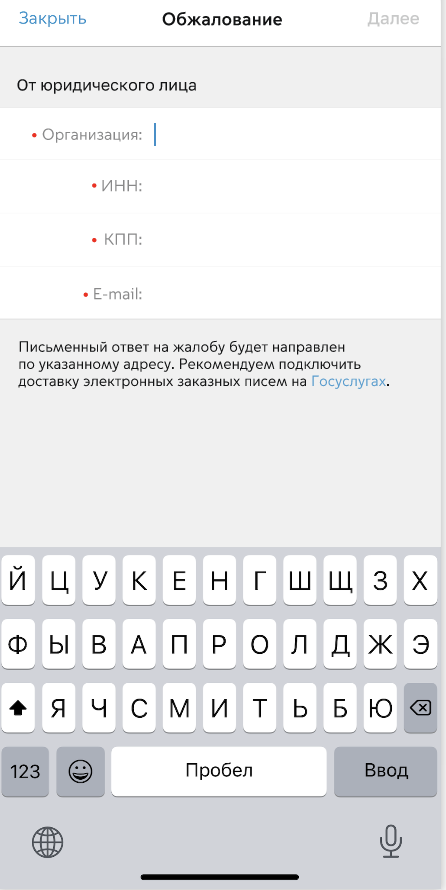 Закрыть Обжалование Далее
От юридического лица
• Организация:
• ИНН:
• КПП:
• E-mail:
Письменный ответ на жалобу будет направлен
по указанному адресу. Рекомендуем подключить
доставку электронных заказных писем на Госуслугах.
Й Ц У К Е Н Г Ш Щ З Х
Ф Ы В А П Р О Л Д Ж Э
Я Ч С М И Т Ь Б Ю
123 Пробел Ввод